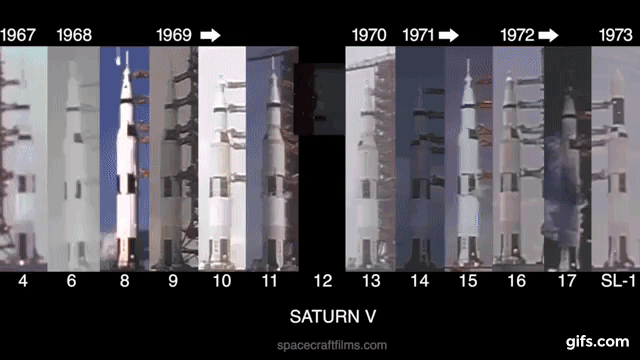 1967 1968 1969 1970 1971 1972 1973
4 6 8 9 10 11 12 13 14 15 16 17 SL-1
SATURN V
spacecraftfilms.com
gifs.com